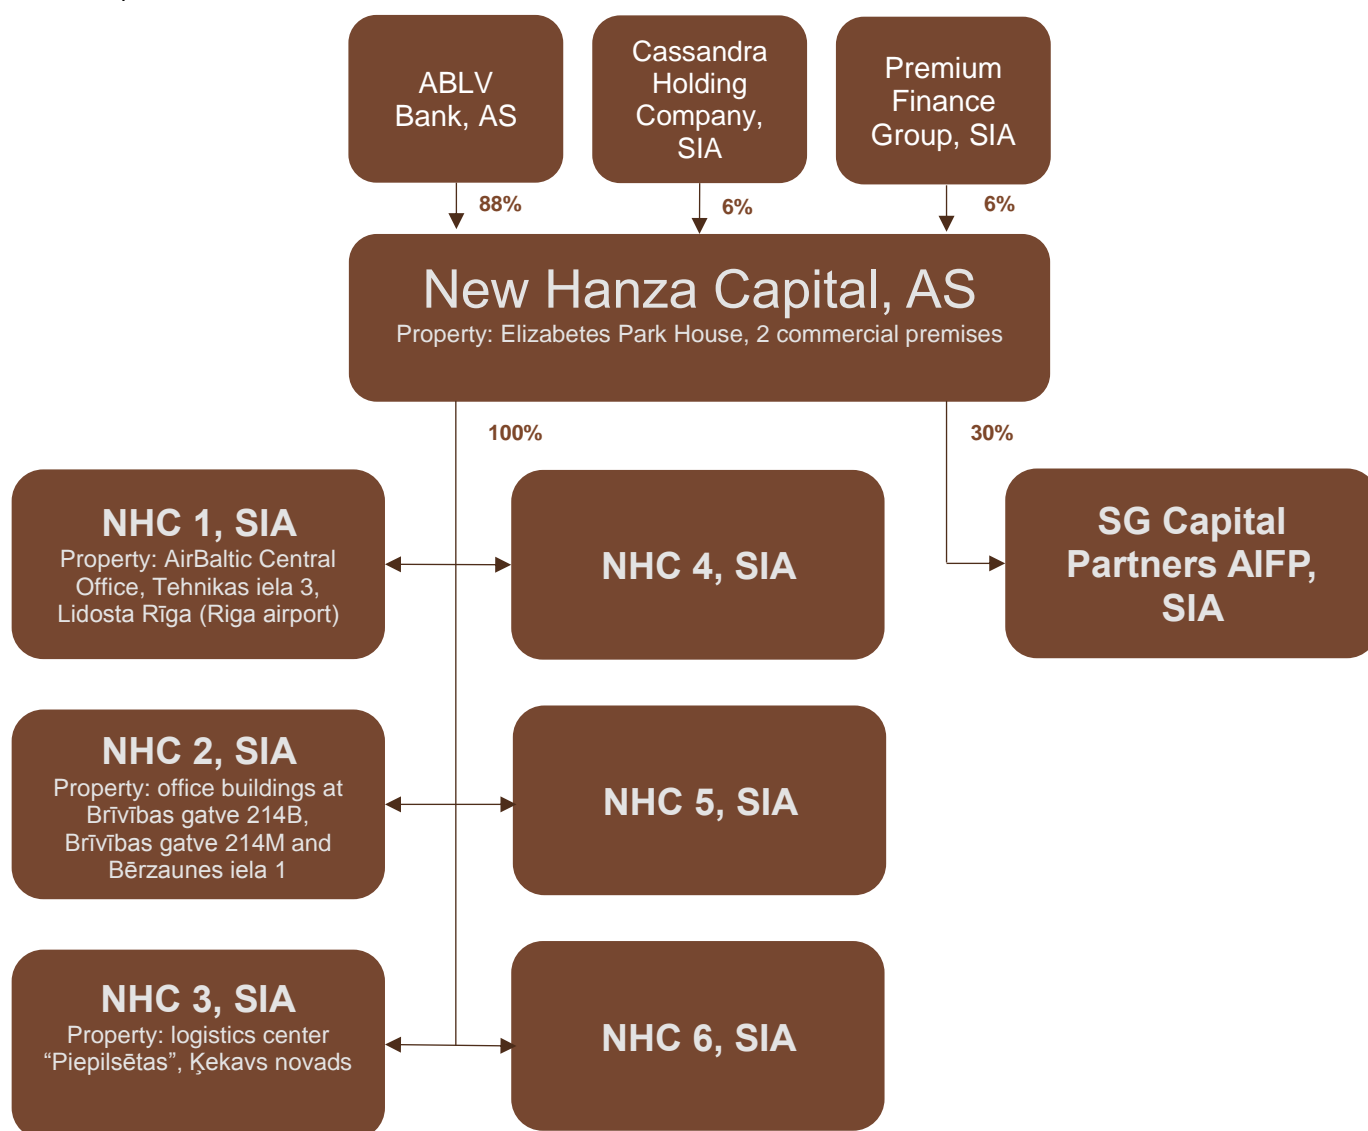 ABLV
Bank, AS
Cassandra
Holding
Company,
SIA
Premium
Finance
Group, SIA
88%
6%
6%
New Hanza Capital, AS
Property: Elizabetes Park House, 2 commercial premises
100%
30%
NHC 1, SIA
Property: AirBaltic Central
Office, Tehnikas iela 3,
Lidosta Rīga (Riga airport)
NHC 4, SIA
SG Capital
Partners AIFP,
SIA
NHC 2, SIA
Property: office buildings at
Brīvības gatve 214B,
Brīvības gatve 214M and
Bērzaunes iela 1
NHC 5, SIA
NHC 3, SIA
Property: logistics center
“Piepilsētas”, Ķekavs novads
NHC 6, SIA